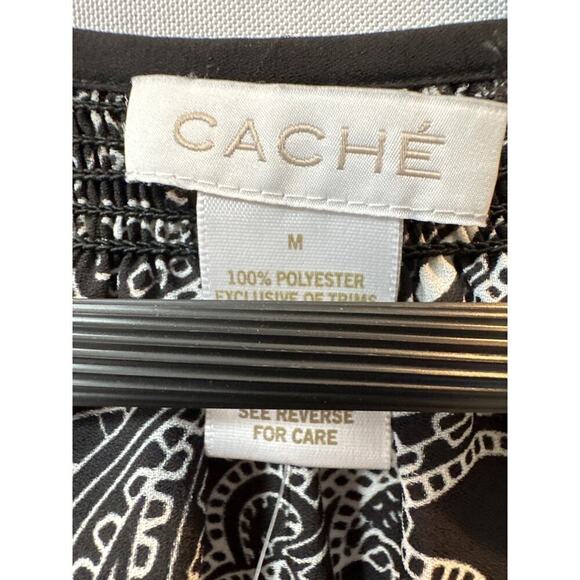 CACHÉ
M
100% POLYESTER
EXCLUSIVE OF TRIMS
SEE REVERSE
FOR CARE